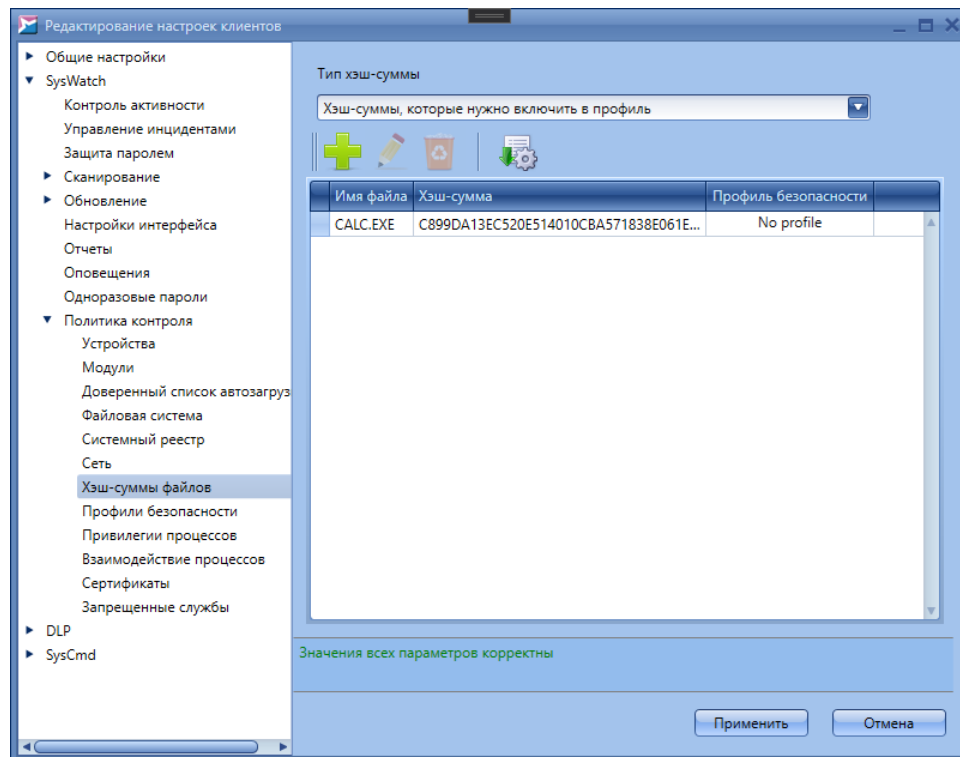 Редактирование настроек клиентов
Общие настройки
SysWatch
Контроль активности
Управление инцидентами
Защита паролем
Сканирование
Обновление
Настройки интерфейса
Отчеты
Оповещения
Одноразовые пароли
Политика контроля
Устройства
Модули
Доверенный список автозагруз
Файловая система
Системный реестр
Сеть
Хэш-суммы файлов
Профили безопасности
Привилегии процессов
Взаимодействие процессов
Сертификаты
Запрещенные службы
DLP
SysCmd
Тип хэш-суммы
Хэш-суммы, которые нужно включить в профиль
Имя файла Хэш-сумма Профиль безопасности
CALC.EXE C899DA13EC520E514010CBA571838E061E... No profile
Значения всех параметров корректны
Применить Отмена